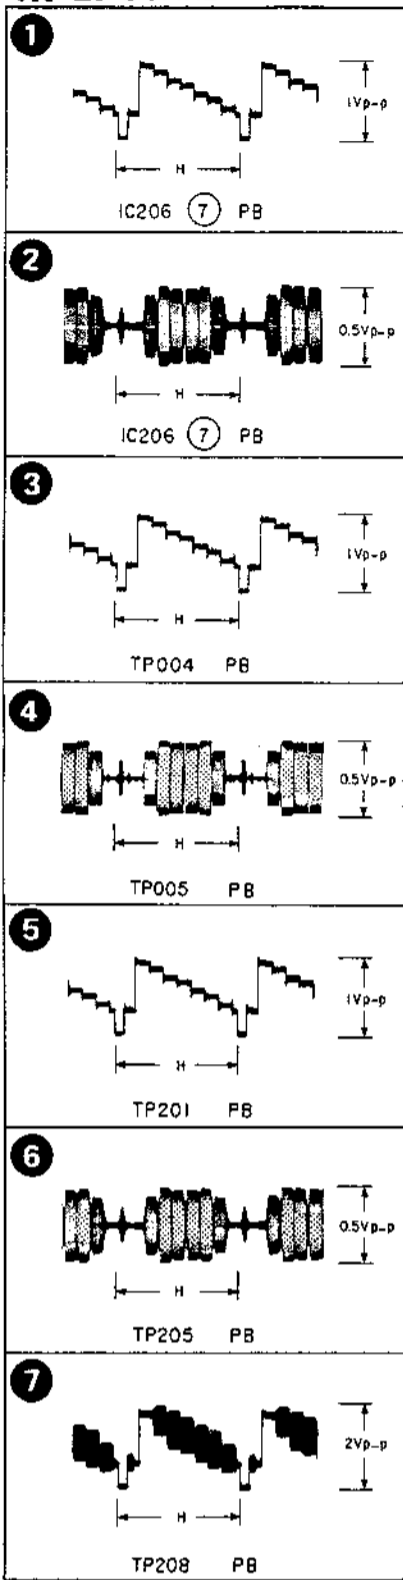 1
1Vp-p
H
IC206 7 PB
2
0.5Vp-p
H
IC206 7 PB
3
1Vp-p
H
TP004 PB
4
0.5Vp-p
H
TP005 PB
5
1Vp-p
H
TP201 PB
6
0.5Vp-p
H
TP205 PB
7
2Vp-p
H
TP208 PB